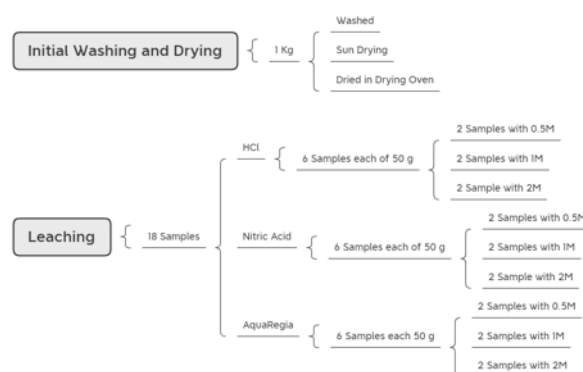 Initial Washing and Drying
1 Kg
Washed
Sun Drying
Dried in Drying Oven
Leaching
18 Samples
HCl
6 Samples each of 50 g
2 Samples with 0.5M
2 Samples with 1M
2 Sample with 2M
Nitric Acid
6 Samples each of 50 g
2 Samples with 0.5M
2 Samples with 1M
2 Sample with 2M
AquaRegia
6 Samples each 50 g
2 Samples with 0.5M
2 Samples with 1M
2 Samples with 2M